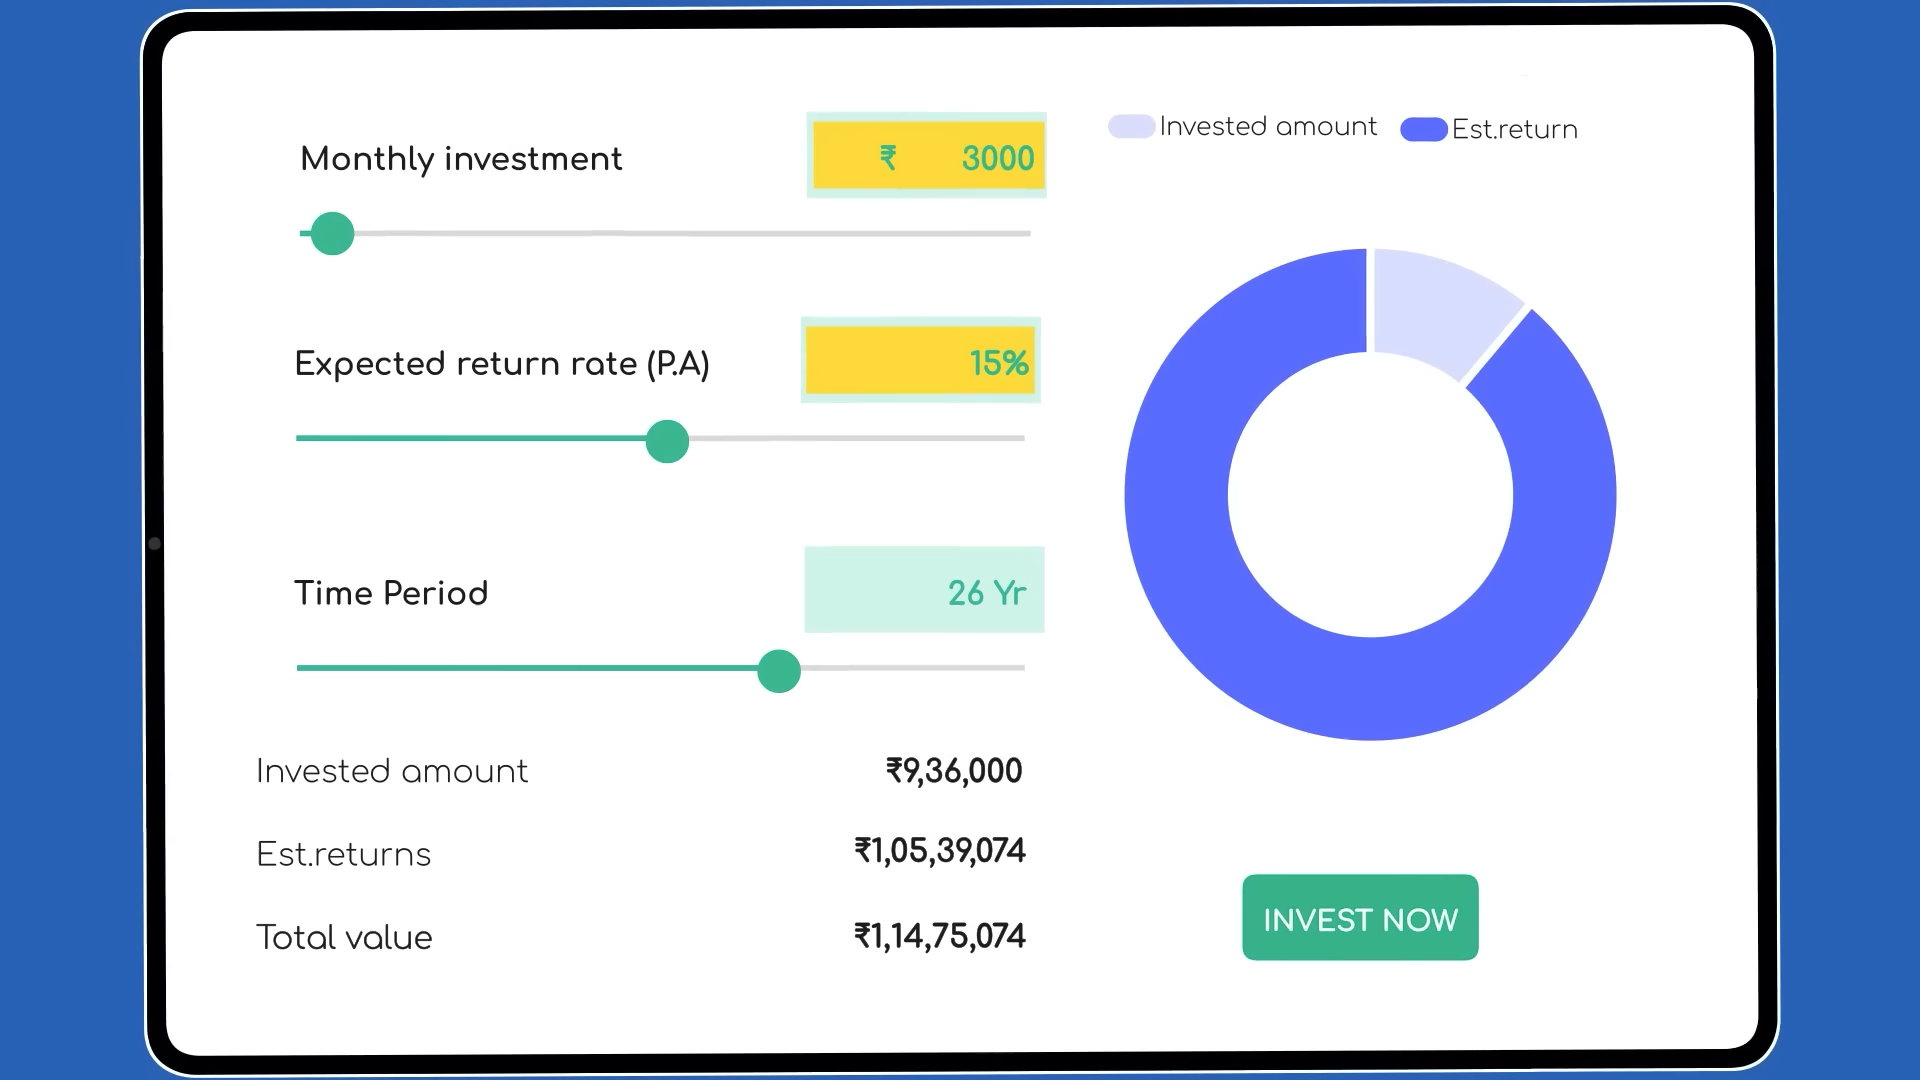 Monthly investment
₹ 3000
Invested amount
Est.return
Expected return rate (P.A)
15%
Time Period
26 Yr
Invested amount
₹9,36,000
Est.returns
₹1,05,39,074
Total value
₹1,14,75,074
INVEST NOW